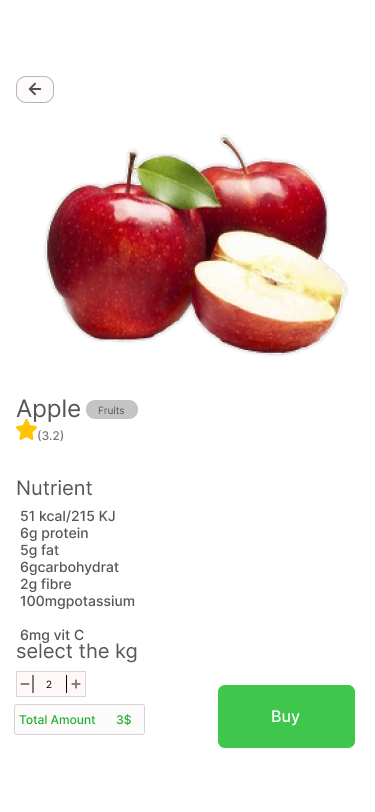 Apple Fruits
(3.2)
Nutrient
51 kcal/215 KJ
6g protein
5g fat
6gcarbohydrat
2g fibre
100mgpotassium
6mg vit C
select the kg
− 2 +
Total Amount 3$
Buy